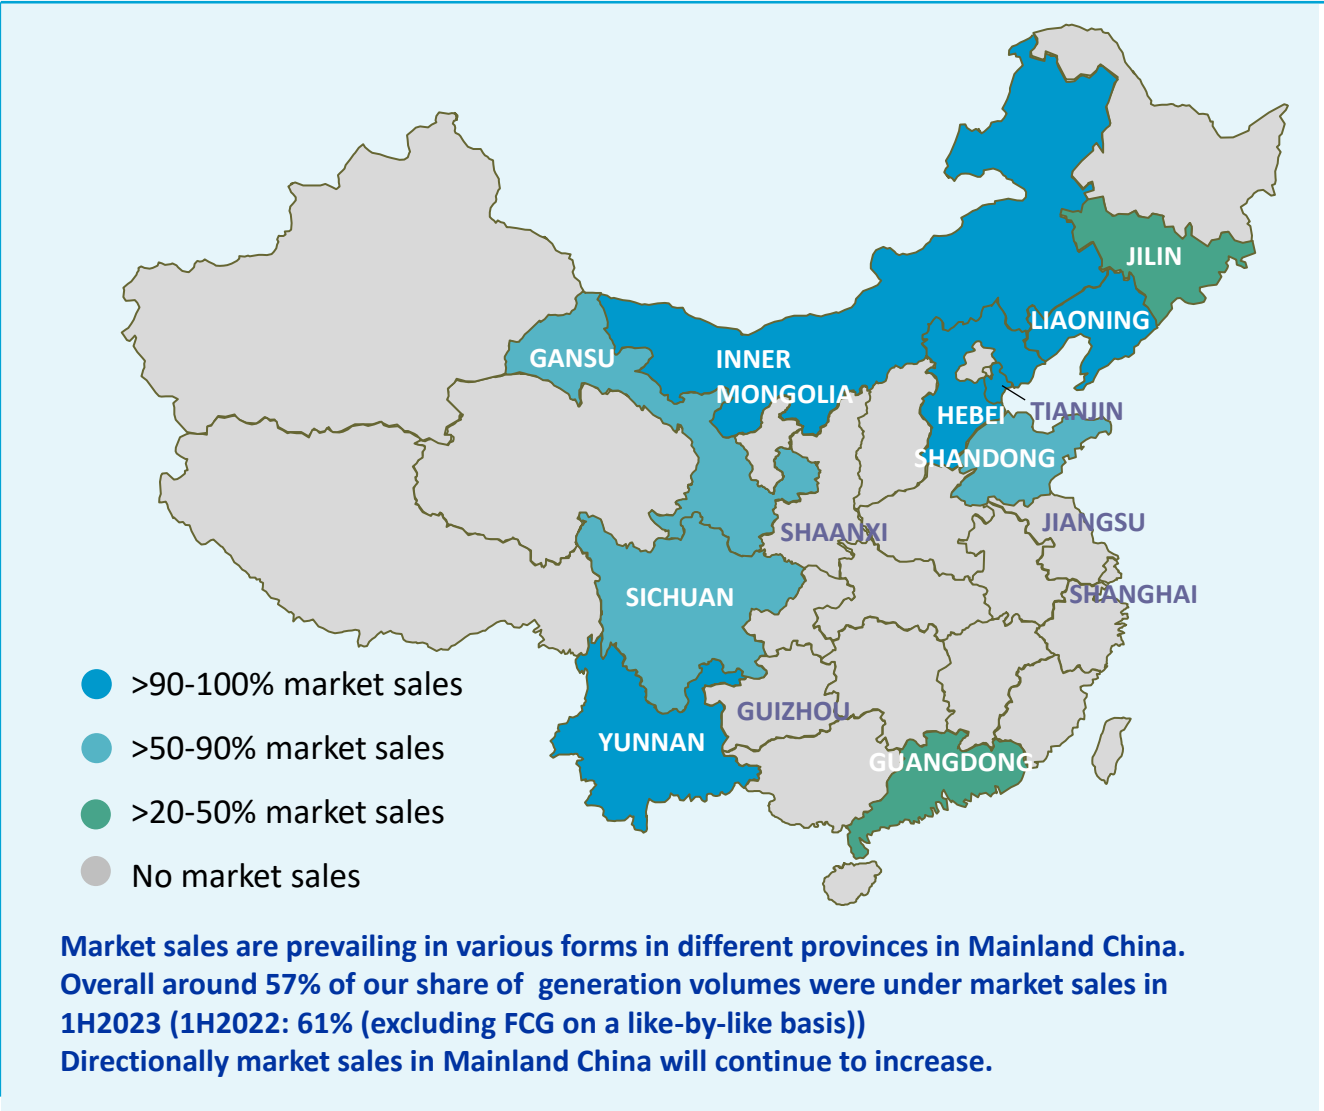 JILIN
LIAONING
GANSU
INNER
MONGOLIA
HEBEI
TIANJIN
SHANDONG
JIANGSU
SHAANXI
SHANGHAI
SICHUAN
GUIZHOU
YUNNAN
GUANGDONG
>90-100% market sales
>50-90% market sales
>20-50% market sales
No market sales
Market sales are prevailing in various forms in different provinces in Mainland China.
Overall around 57% of our share of generation volumes were under market sales in
1H2023 (1H2022: 61% (excluding FCG on a like-by-like basis))
Directionally market sales in Mainland China will continue to increase.